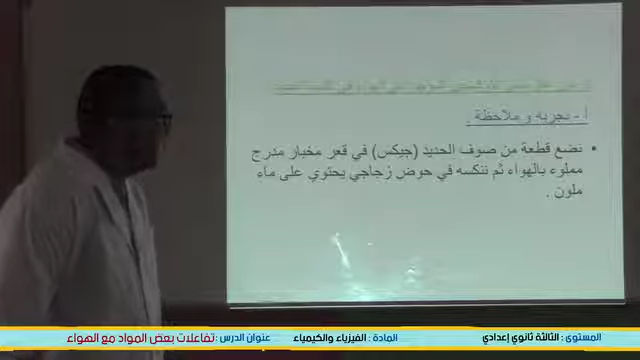 أ - تجربة و ملاحظة .
• نضع قطعة من صوف الحديد (جيكس) في قعر مخبار مدرج
مملوء بالهواء ثم ننكسه في حوض زجاجي يحتوي على ماء
ملون .
المستوى : الثالثة ثانوي إعدادي المادة : الفيزياء والكيمياء عنوان الدرس : تفاعلات بعض المواد مع الهواء